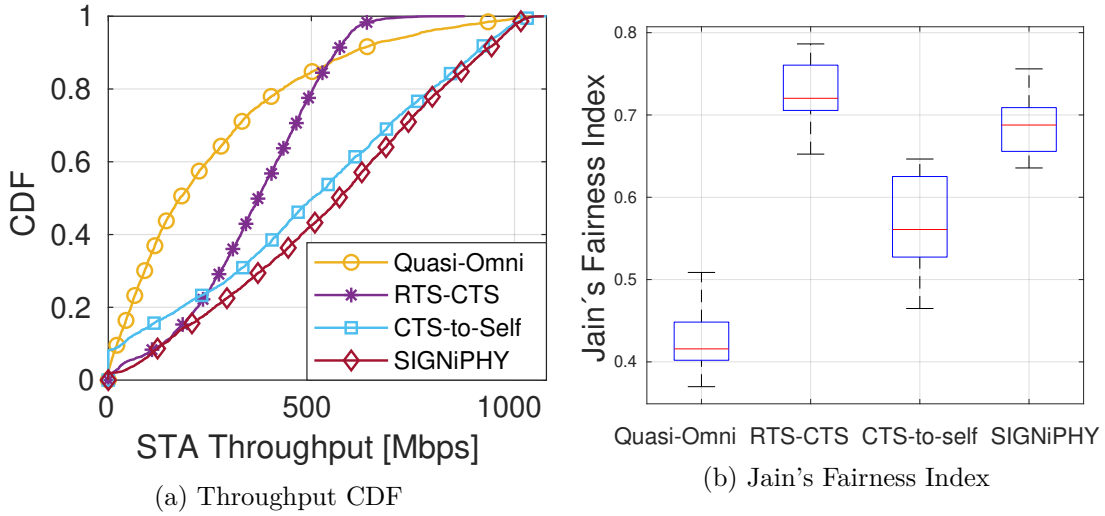 1
0.8
0.6
0.4
0.2
0
CDF
0 500 1000
STA Throughput [Mbps]
Quasi-Omni
RTS-CTS
CTS-to-Self
SIGNiPHY
(a) Throughput CDF
0.8
0.7
0.6
0.5
0.4
Jain´s Fairness Index
Quasi-Omni RTS-CTS CTS-to-self SIGNiPHY
(b) Jain's Fairness Index